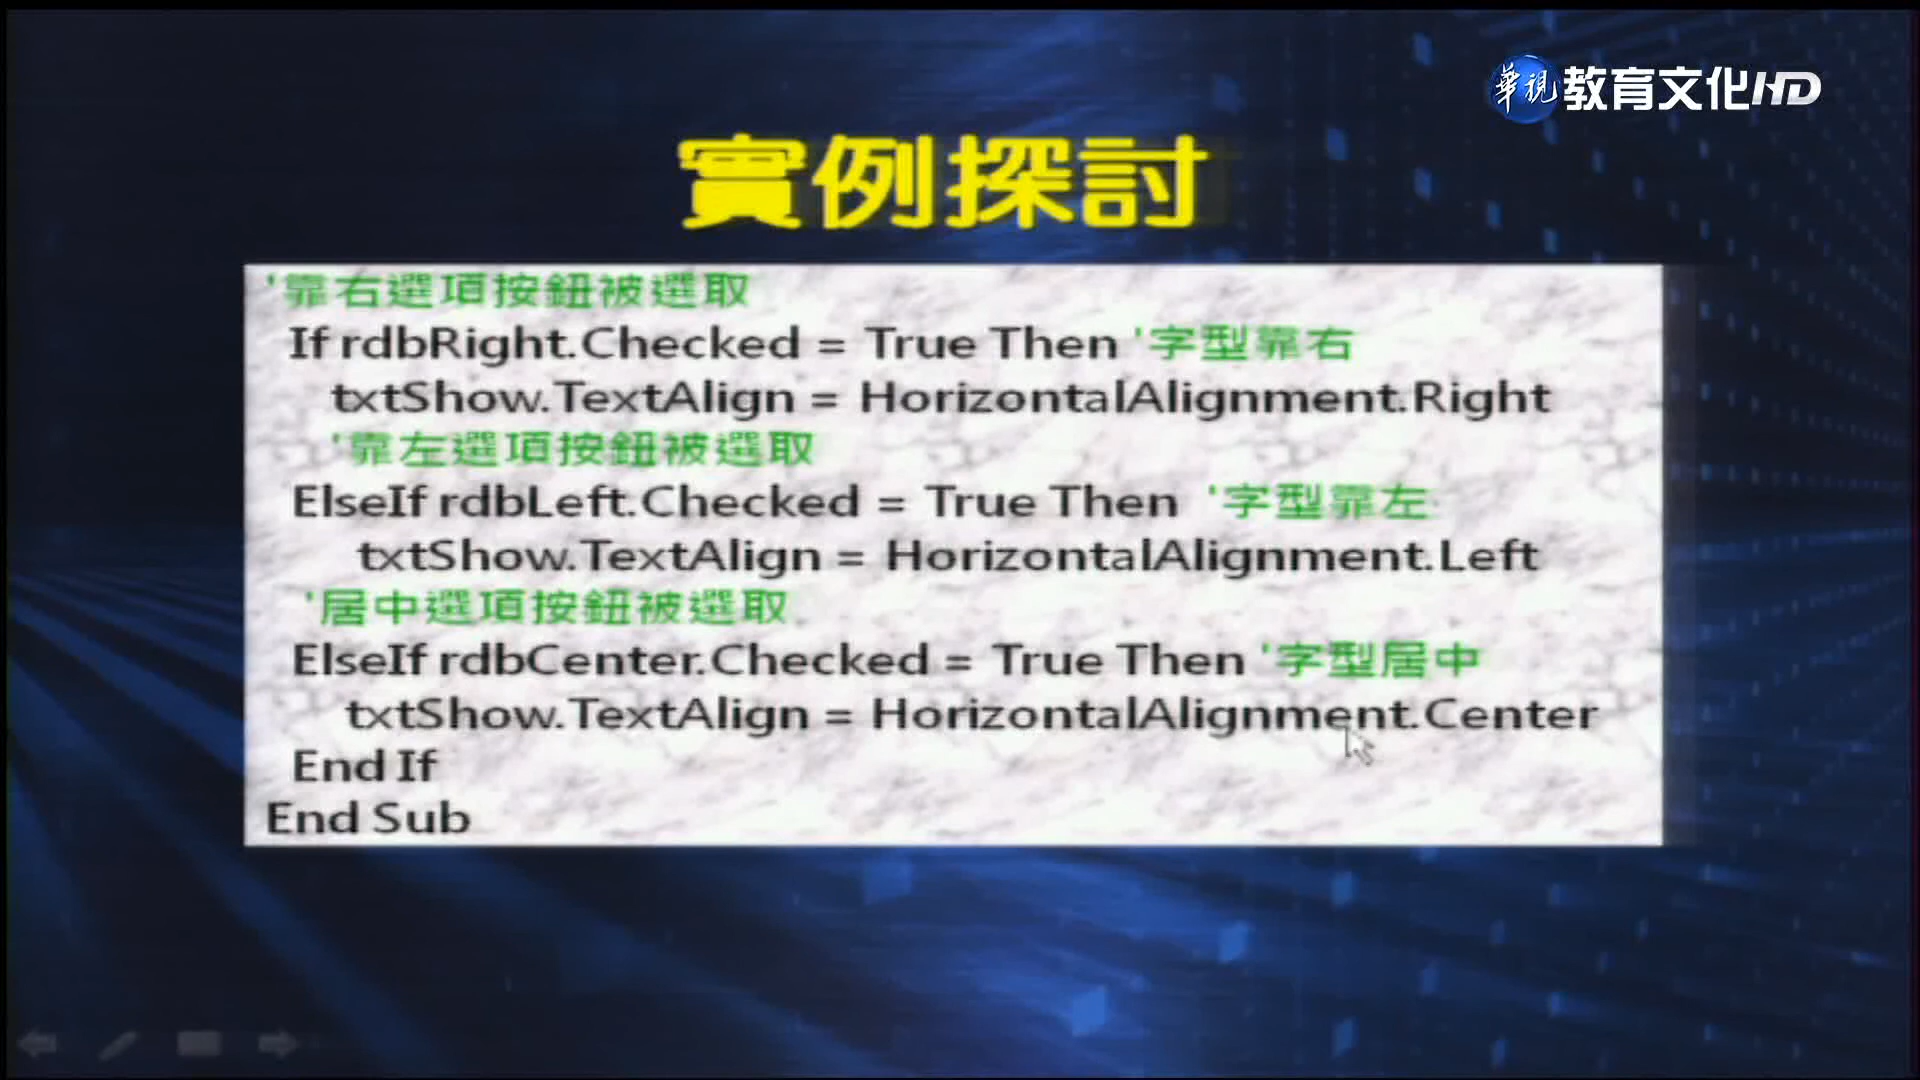 華視 教育文化HD
實例探討
'靠右選項按鈕被選取
If rdbRight.Checked = True Then '字型靠右
txtShow.TextAlign = HorizontalAlignment.Right
'靠左選項按鈕被選取
ElseIf rdbLeft.Checked = True Then '字型靠左
txtShow.TextAlign = HorizontalAlignment.Left
'居中選項按鈕被選取
ElseIf rdbCenter.Checked = True Then '字型居中
txtShow.TextAlign = HorizontalAlignment.Center
End If
End Sub